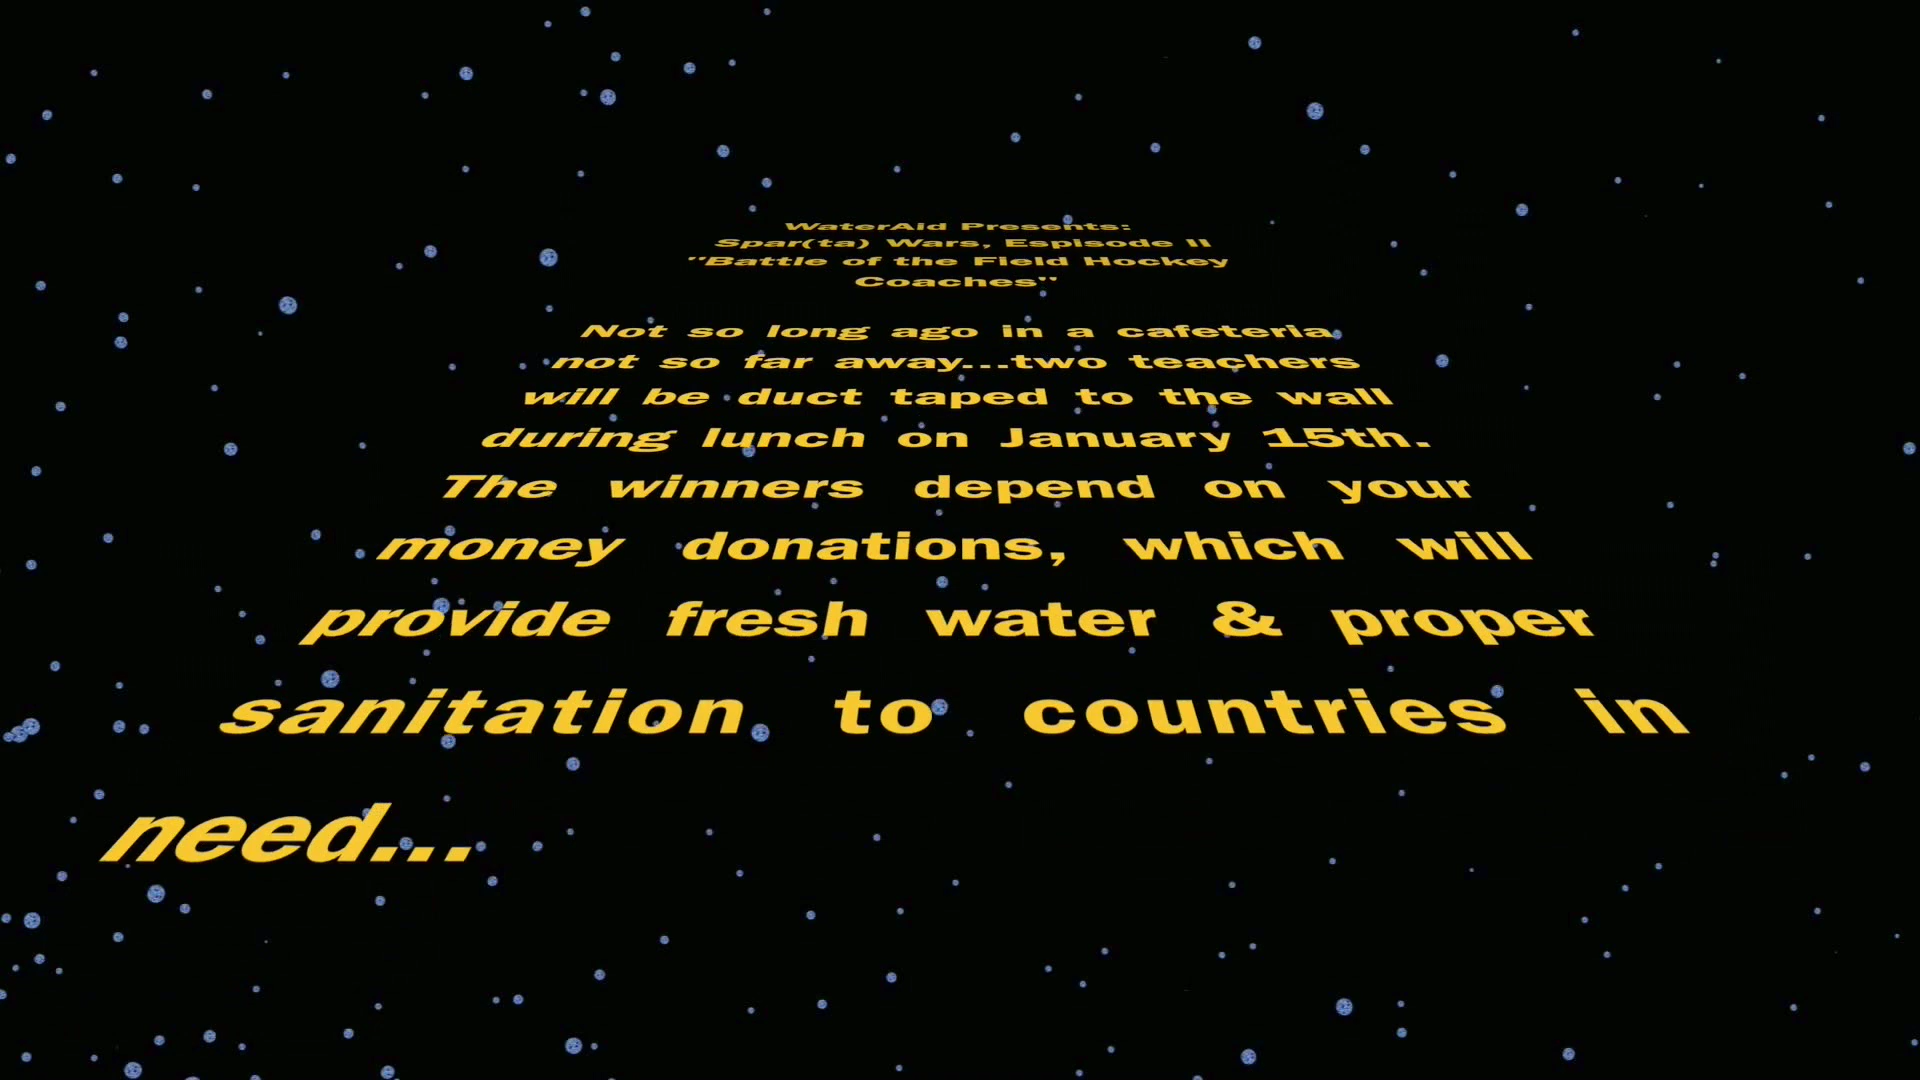 WaterAid Presents:
Spar(ta) Wars, Espisode II
"Battle of the Field Hockey
Coaches"
Not so long ago in a cafeteria
not so far away...two teachers
will be duct taped to the wall
during lunch on January 15th.
The winners depend on your
money donations, which will
provide fresh water & proper
sanitation to countries in
need...